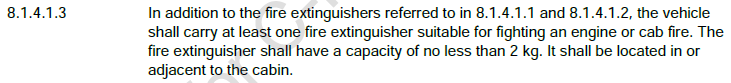 8.1.4.1.3 In addition to the fire extinguishers referred to in 8.1.4.1.1 and 8.1.4.1.2, the vehicle
shall carry at least one fire extinguisher suitable for fighting an engine or cab fire. The
fire extinguisher shall have a capacity of no less than 2 kg. It shall be located in or
adjacent to the cabin.